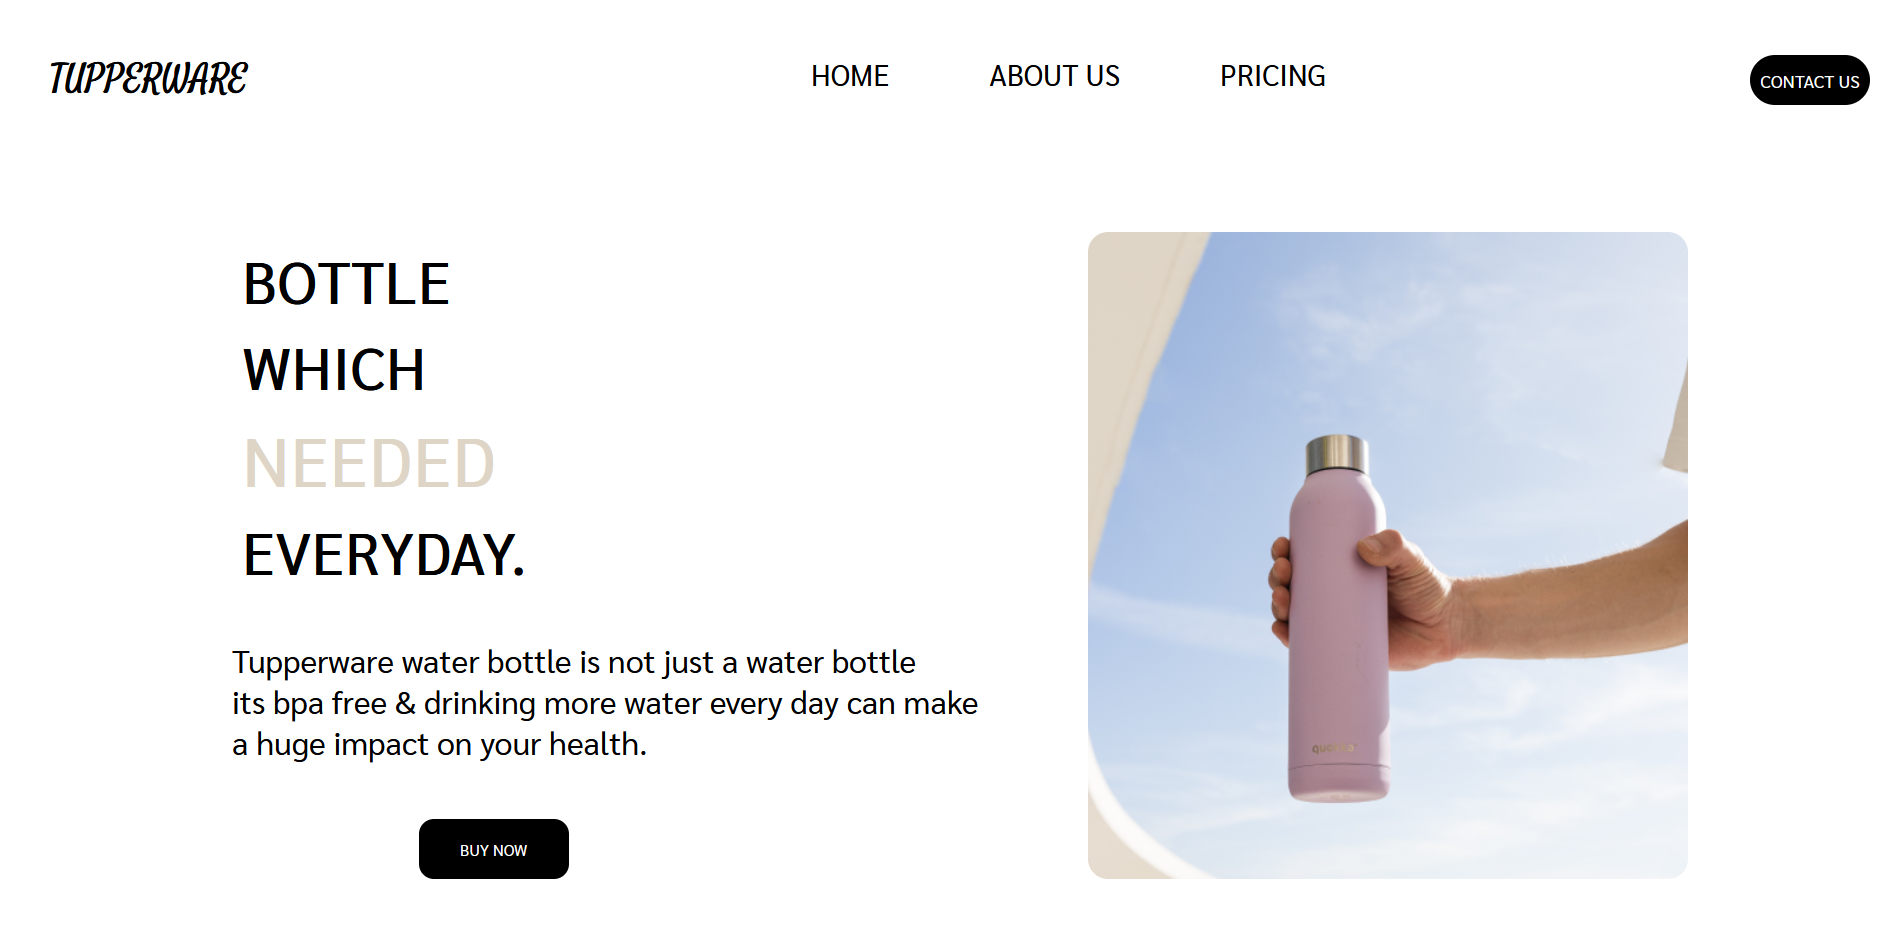 TUPPERWARE
HOME
ABOUT US
PRICING
CONTACT US
BOTTLE
WHICH
NEEDED
EVERYDAY.
Tupperware water bottle is not just a water bottle
its bpa free & drinking more water every day can make
a huge impact on your health.
BUY NOW